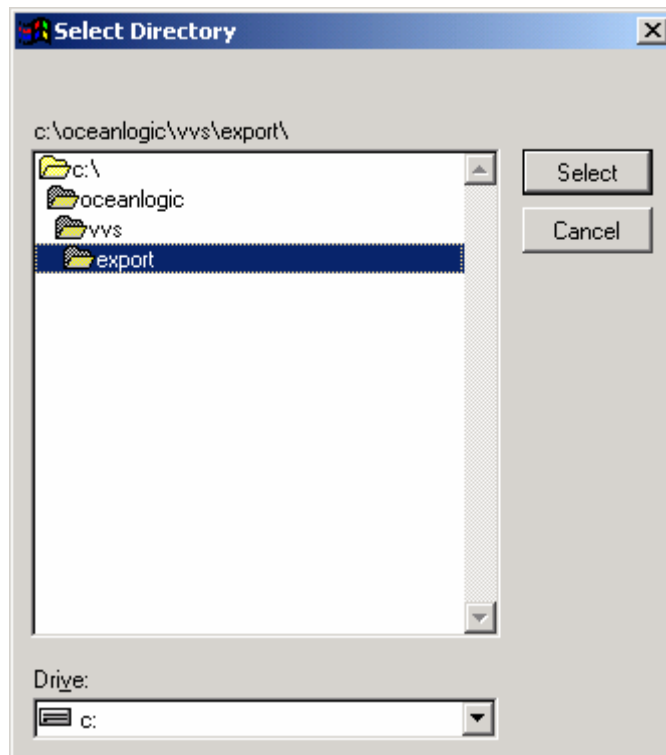 Select Directory
c:\oceanlogic\vvs\export\
c:\
oceanlogic
vvs
export
Select
Cancel
Drive:
c: